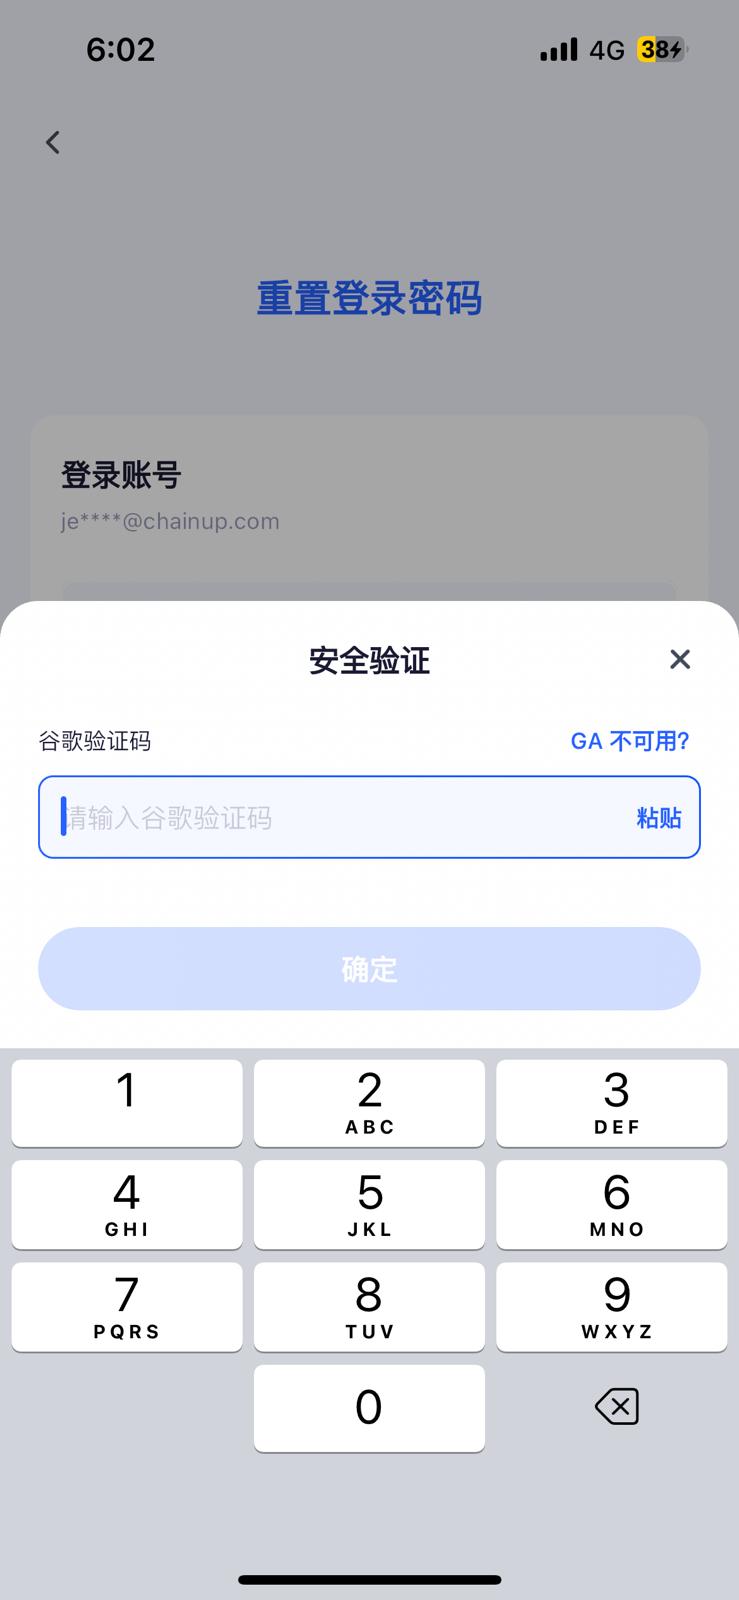 6:02
4G
38
重置登录密码
登录账号
je****@chainup.com
安全验证
谷歌验证码
GA 不可用?
请输入谷歌验证码
粘贴
确定
1
2
ABC
3
DEF
4
GHI
5
JKL
6
MNO
7
PQRS
8
TUV
9
WXYZ
0